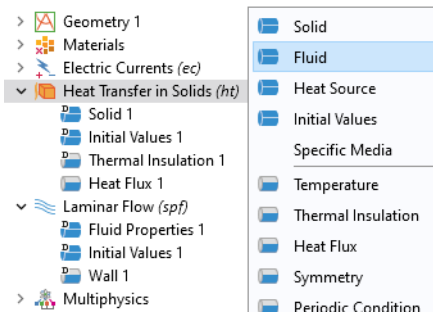 Geometry 1
Materials
Electric Currents (ec)
Heat Transfer in Solids (ht)
Solid 1
Initial Values 1
Thermal Insulation 1
Heat Flux 1
Laminar Flow (spf)
Fluid Properties 1
Initial Values 1
Wall 1
Multiphysics
Solid
Fluid
Heat Source
Initial Values
Specific Media
Temperature
Thermal Insulation
Heat Flux
Symmetry
Periodic Condition